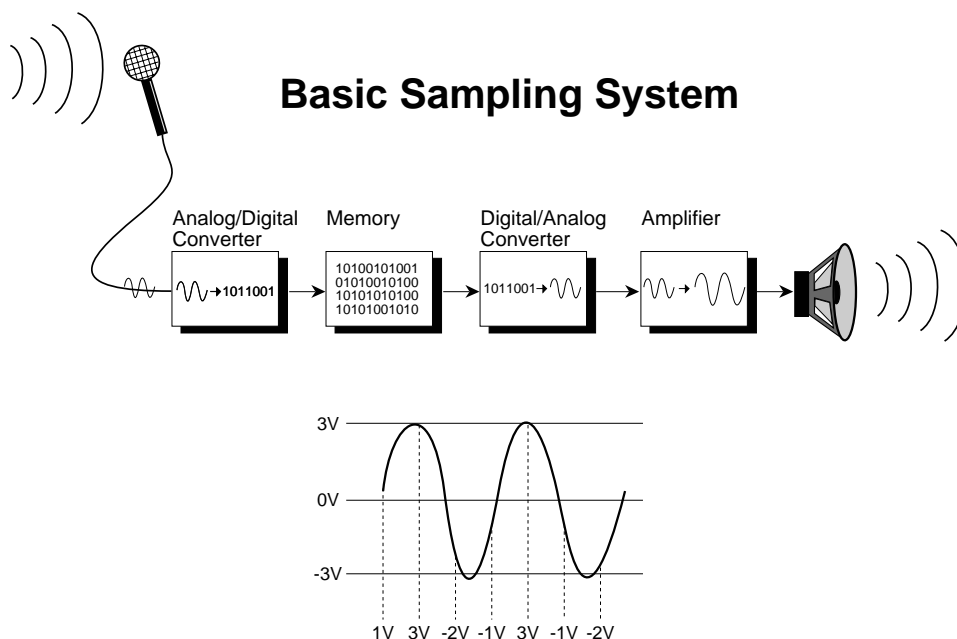 Basic Sampling System
Analog/Digital
Converter
Memory
Digital/Analog
Converter
Amplifier
1011001
10100101001
01010010100
10101010100
10101001010
1011001
3V
0V
-3V
1V 3V -2V -1V 3V -1V -2V